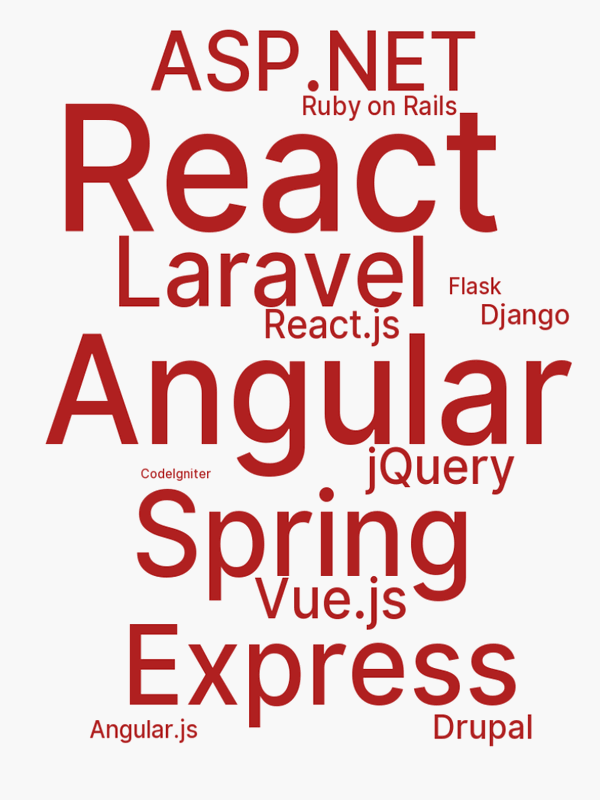 ASP.NET
Ruby on Rails
React
Laravel
Flask
Django
React.js
Angular
jQuery
CodeIgniter
Spring
Vue.js
Express
Angular.js
Drupal